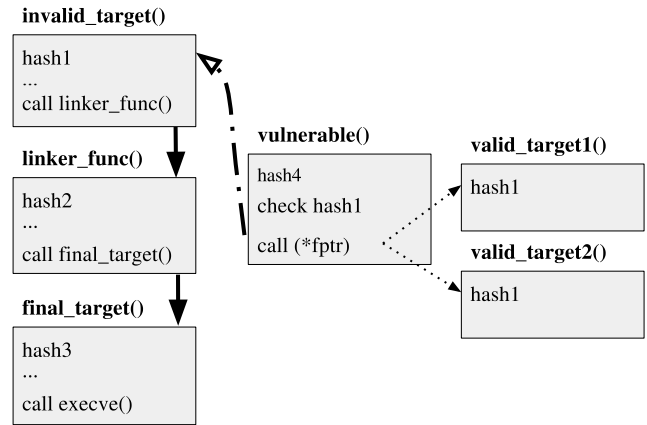 invalid_target()
hash1
...
call linker_func()
linker_func()
hash2
...
call final_target()
final_target()
hash3
...
call execve()
vulnerable()
hash4
check hash1
call (*fptr)
valid_target1()
hash1
valid_target2()
hash1